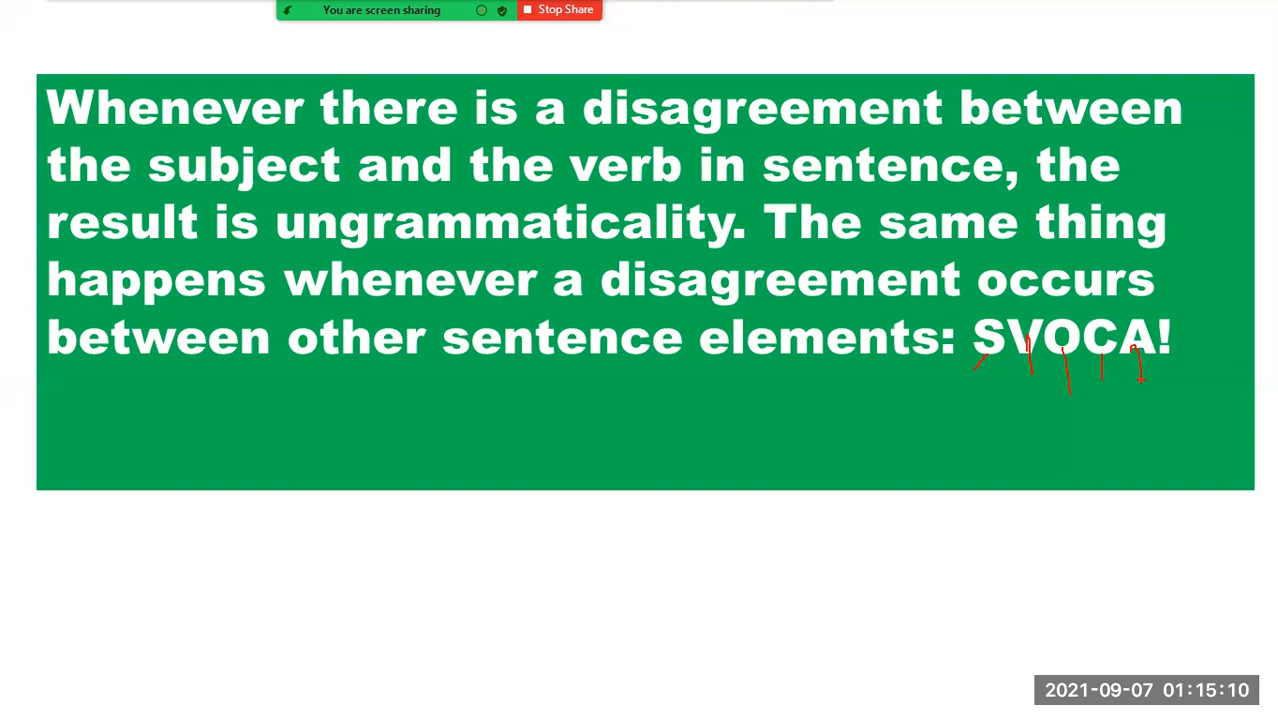 You are screen sharing Stop Share
Whenever there is a disagreement between
the subject and the verb in sentence, the
result is ungrammaticality. The same thing
happens whenever a disagreement occurs
between other sentence elements: SVOCA!
2021-09-07 01:15:10